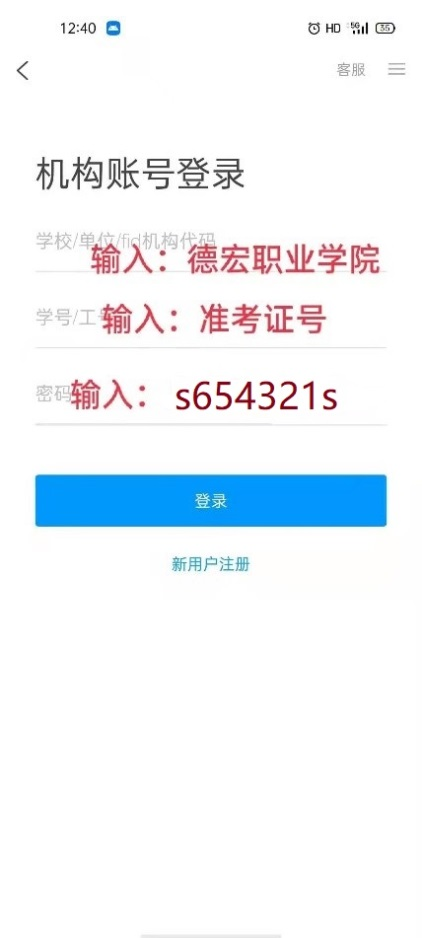 12:40
HD 5G 35
客服
机构账号登录
学校/单位/fid机构代码
输入：德宏职业学院
学号/工号
输入：准考证号
密码
输入： s654321s
登录
新用户注册